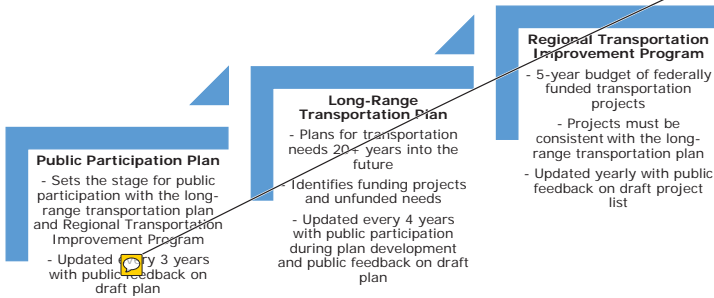 Public Participation Plan
- Sets the stage for public
participation with the long-
range transportation plan
and Regional Transportation
Improvement Program
- Updated every 3 years
with public feedback on
draft plan
Long-Range
Transportation Plan
- Plans for transportation
needs 20+ years into the
future
- Identifies funding projects
and unfunded needs
- Updated every 4 years
with public participation
during plan development
and public feedback on draft
plan
Regional Transportation
Improvement Program
- 5-year budget of federally
funded transportation
projects
- Projects must be
consistent with the long-
range transportation plan
- Updated yearly with public
feedback on draft project
list